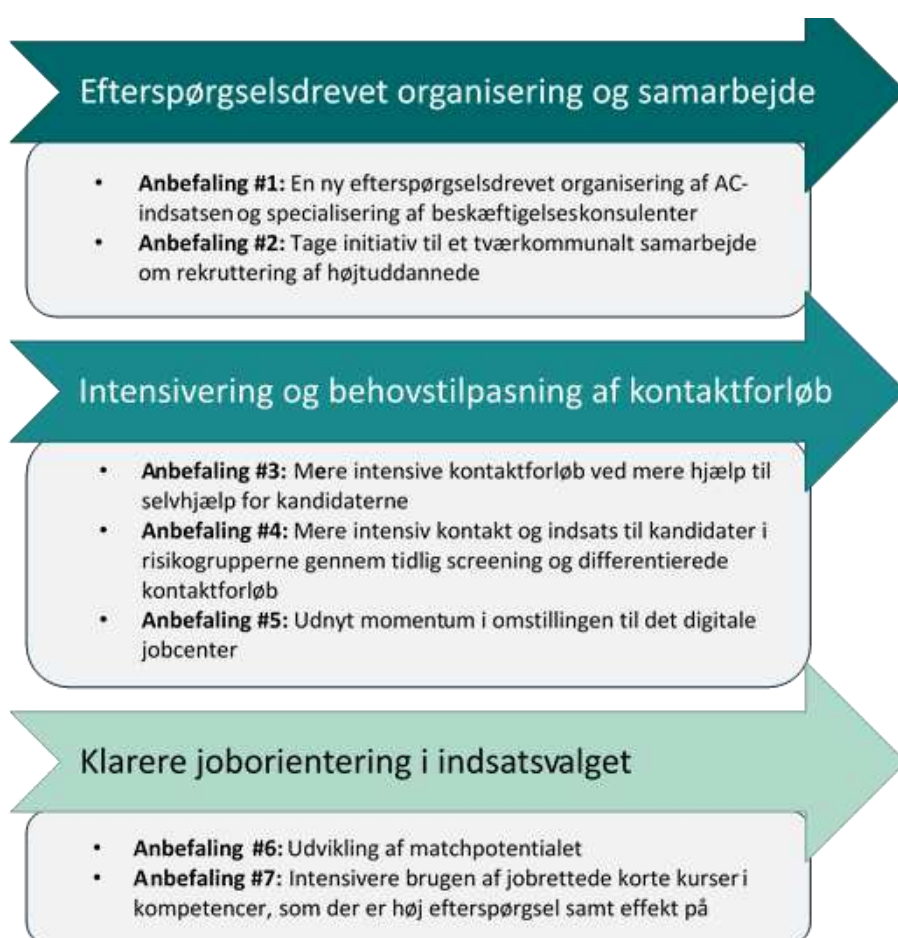 Efterspørgselsdrevet organisering og samarbejde
• Anbefaling #1: En ny efterspørgselsdrevet organisering af AC-
indsatsen og specialisering af beskæftigelseskonsulenter
• Anbefaling #2: Tage initiativ til et tværkommunalt samarbejde
om rekruttering af højtuddannede
Intensivering og behovstilpasning af kontaktforløb
• Anbefaling #3: Mere intensive kontaktforløb ved mere hjælp til
selvhjælp for kandidaterne
• Anbefaling #4: Mere intensiv kontakt og indsats til kandidater i
risikogrupperne gennem tidlig screening og differentierede
kontaktforløb
• Anbefaling #5: Udnyt momentum i omstillingen til det digitale
jobcenter
Klarere joborientering i indsatsvalget
• Anbefaling #6: Udvikling af matchpotentialet
• Anbefaling #7: Intensivere brugen af jobrettede korte kurser i
kompetencer, som der er høj efterspørgsel samt effekt på